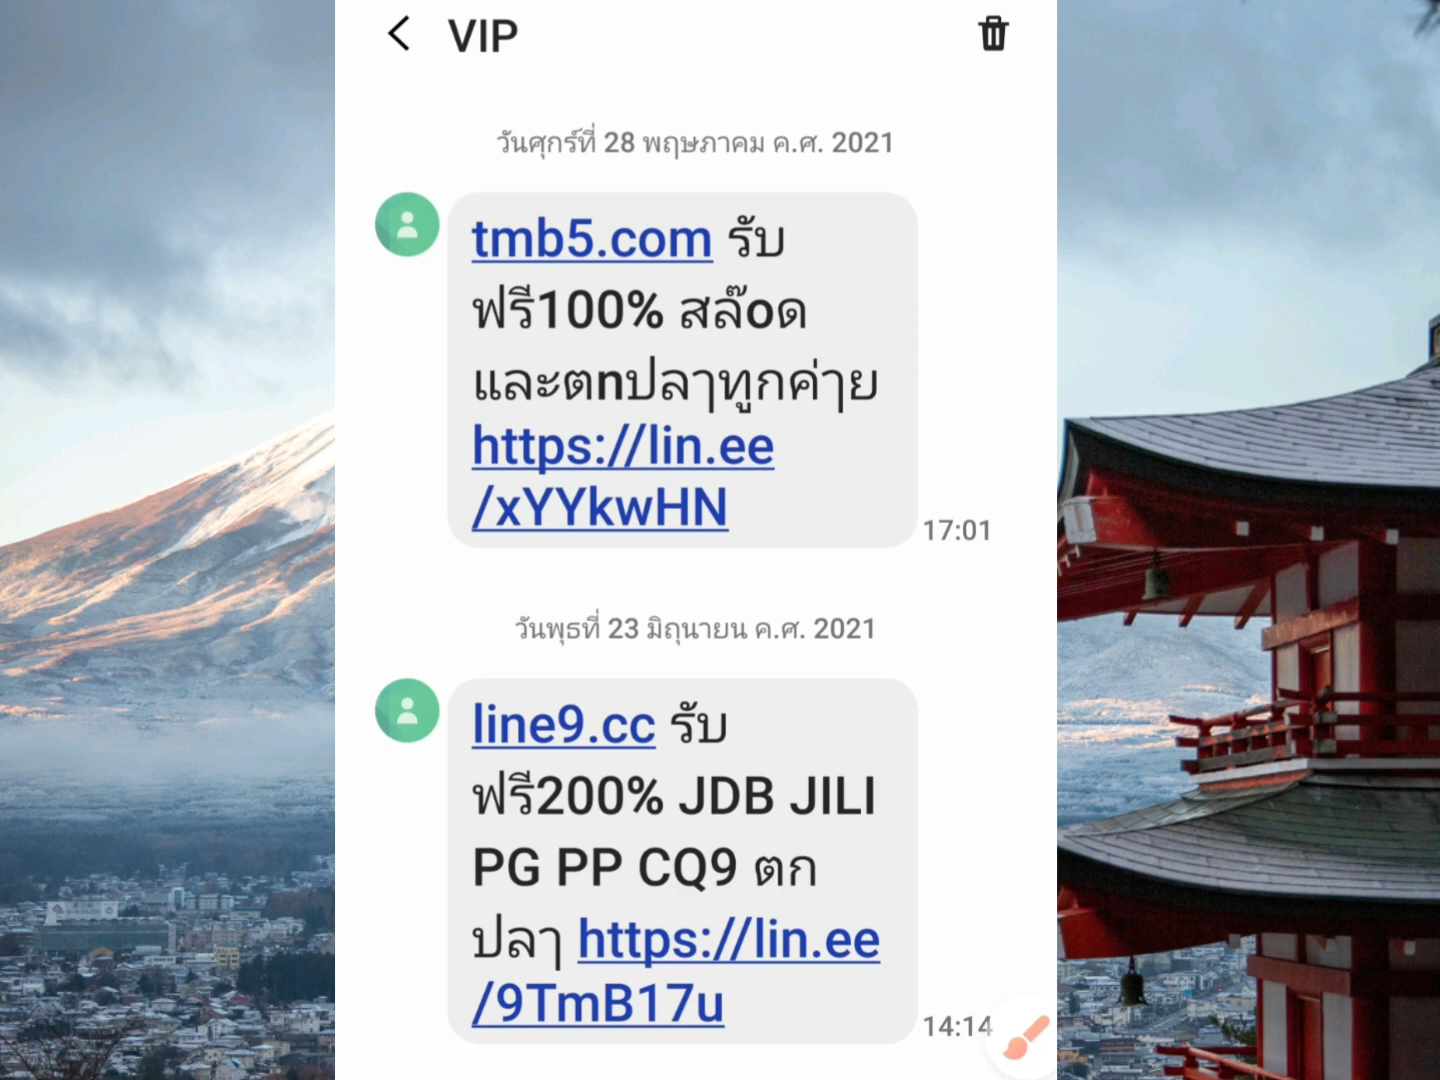 VIP
วันศุกร์ที่ 28 พฤษภาคม ค.ศ. 2021
tmb5.com รับ
ฟรี100% สล๊oด
และตnปลาทูกค่าย
https://lin.ee
/xYYkwHN
17:01
วันพุธที่ 23 มิถุนายน ค.ศ. 2021
line9.cc รับ
ฟรี200% JDB JILI
PG PP CQ9 ตก
ปลา https://lin.ee
/9TmB17u
14:14